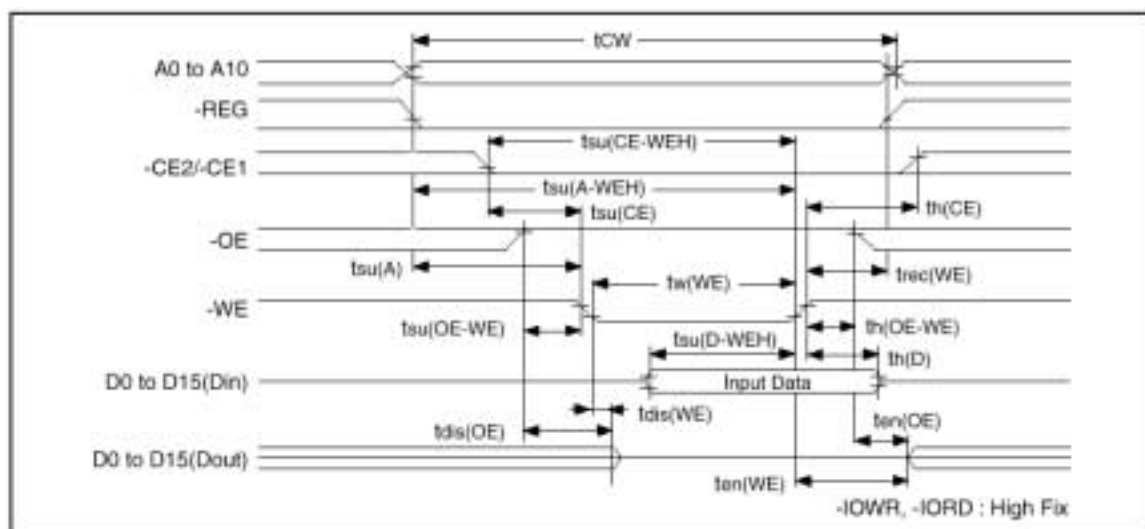 tCW
A0 to A10
-REG
tsu(CE-WEH)
-CE2/-CE1
tsu(A-WEH)
tsu(CE)
th(CE)
-OE
tsu(A)
trec(WE)
tw(WE)
-WE
tsu(OE-WE)
th(OE-WE)
tsu(D-WEH)
th(D)
D0 to D15(Din)
Input Data
tdis(WE)
ten(OE)
tdis(OE)
D0 to D15(Dout)
ten(WE)
-IOWR, -IORD : High Fix